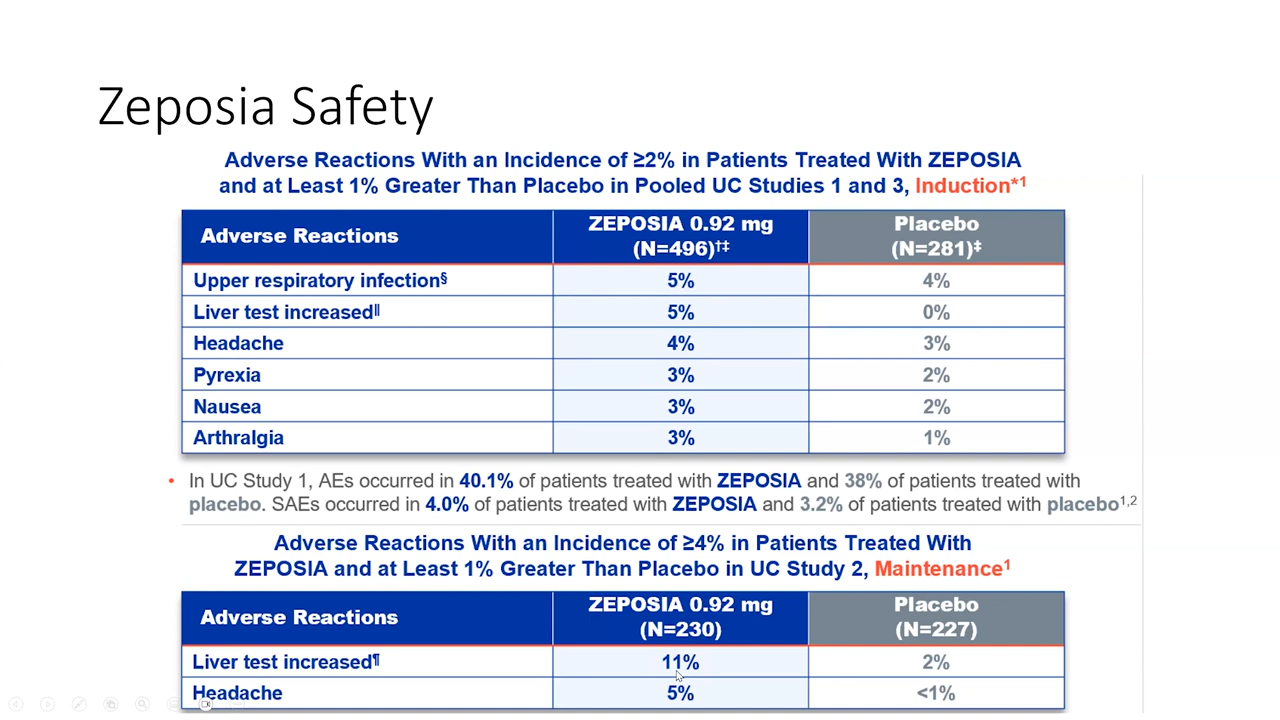 Zeposia Safety
Adverse Reactions With an Incidence of ≥2% in Patients Treated With ZEPOSIA
and at Least 1% Greater Than Placebo in Pooled UC Studies 1 and 3, Induction*1
Adverse Reactions ZEPOSIA 0.92 mg (N=496)†‡ Placebo (N=281)‡
Upper respiratory infection§ 5% 4%
Liver test increased‖ 5% 0%
Headache 4% 3%
Pyrexia 3% 2%
Nausea 3% 2%
Arthralgia 3% 1%
• In UC Study 1, AEs occurred in 40.1% of patients treated with ZEPOSIA and 38% of patients treated with
placebo. SAEs occurred in 4.0% of patients treated with ZEPOSIA and 3.2% of patients treated with placebo1,2
Adverse Reactions With an Incidence of ≥4% in Patients Treated With
ZEPOSIA and at Least 1% Greater Than Placebo in UC Study 2, Maintenance1
Adverse Reactions ZEPOSIA 0.92 mg (N=230) Placebo (N=227)
Liver test increased¶ 11% 2%
Headache 5% <1%